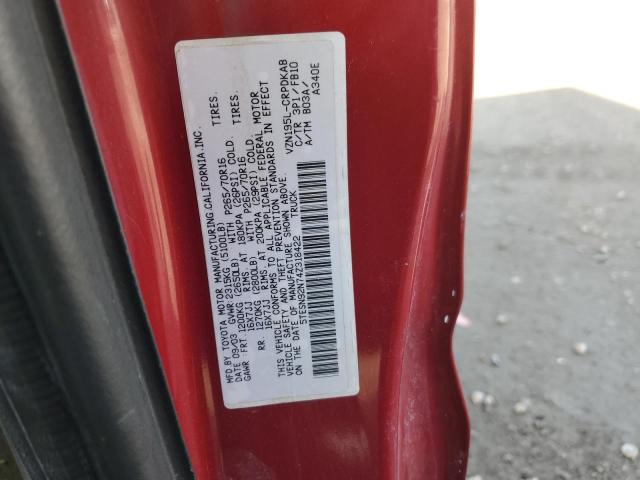 MFD BY TOYOTA MOTOR MANUFACTURING, CALIFORNIA, INC.
DATE 09/03 GVWR 2315KG (5100LB)
GAWR FRT 1200KG (2650LB) WITH P265/70R16 TIRES.
16X7JJ RIMS. AT 180KPA (26PSI) COLD.
RR. 1270KG (2800LB) WITH P265/70R16 TIRES.
16X7JJ RIMS. AT 200KPA (29PSI) COLD.
THIS VEHICLE CONFORMS TO ALL APPLICABLE FEDERAL MOTOR
VEHICLE SAFETY AND THEFT PREVENTION STANDARDS IN EFFECT
ON THE DATE OF MANUFACTURE SHOWN ABOVE.
5TESN92N74Z318422 TRUCK
VZN195L-CRPDKAB
C/TR 3P1/FB10
A/TM B03A/
A340E